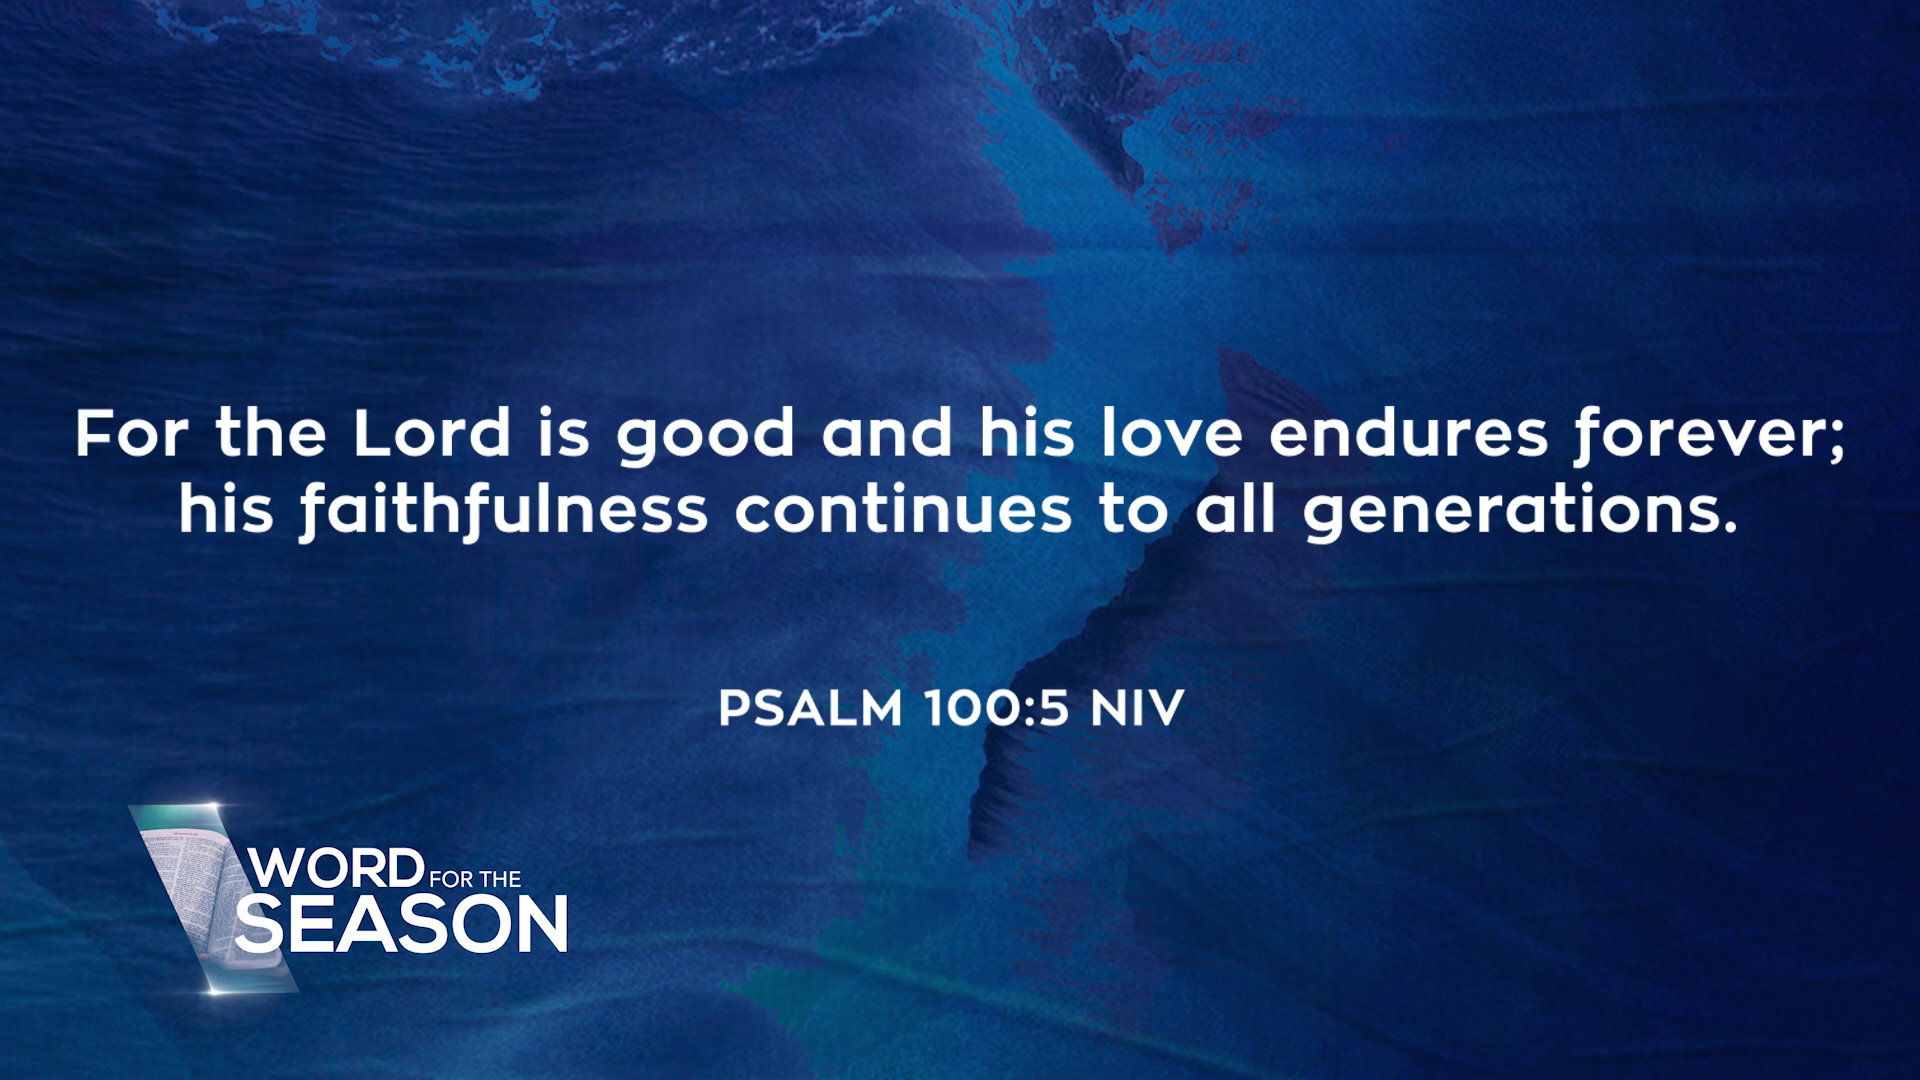 For the Lord is good and his love endures forever;
his faithfulness continues to all generations.
PSALM 100:5 NIV
WORD FOR THE
SEASON